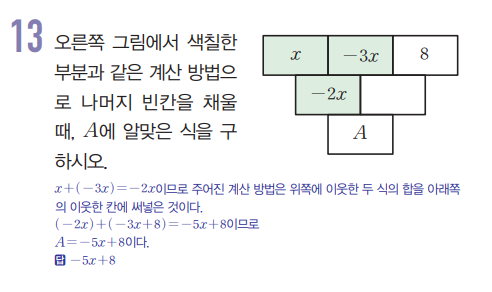 13 오른쪽 그림에서 색칠한
부분과 같은 계산 방법으
로 나머지 빈칸을 채울
때, A에 알맞은 식을 구
하시오.
x -3x 8
-2x
A
x+(-3x)=-2x이므로 주어진 계산 방법은 위쪽에 이웃한 두 식의 합을 아래쪽
의 이웃한 칸에 써넣은 것이다.
(-2x)+(-3x+8)=-5x+8이므로
A=-5x+8이다.
답 -5x+8